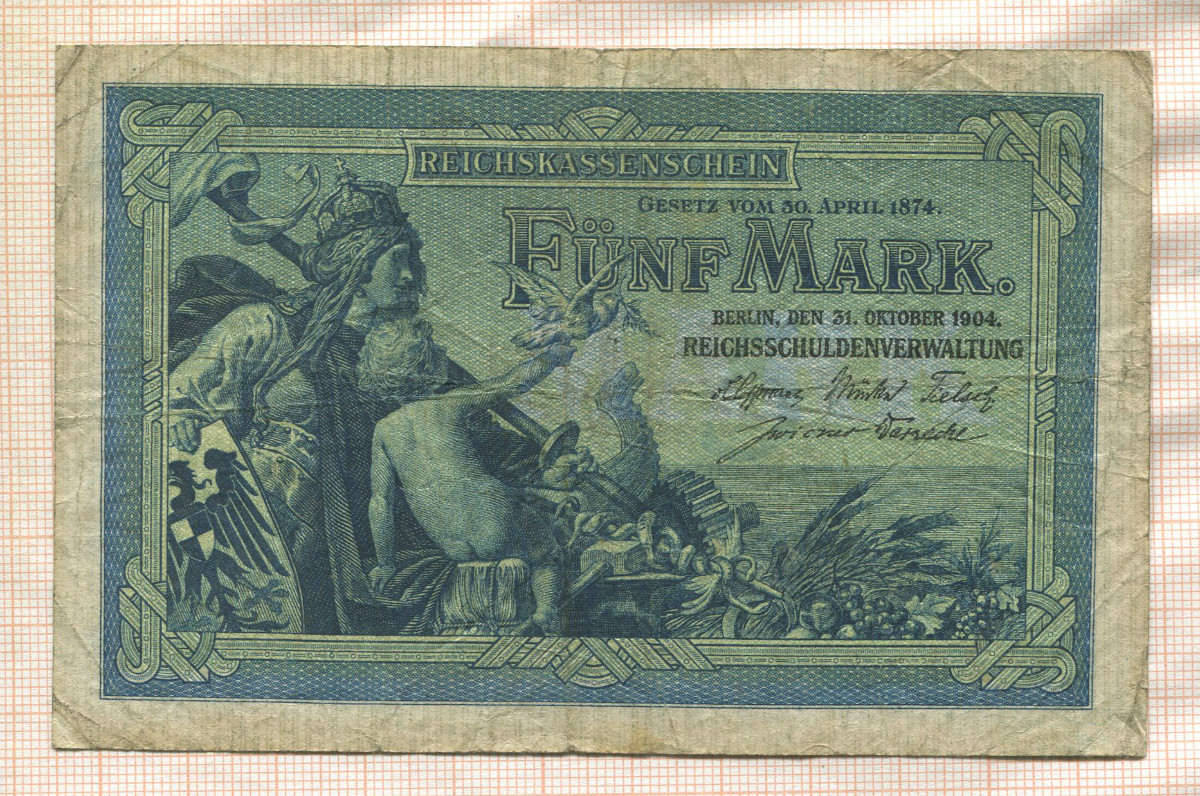 REICHSKASSENSCHEIN
GESETZ VOM 30. APRIL 1874.
FÜNF MARK.
BERLIN, DEN 31. OKTOBER 1904.
REICHSSCHULDENVERWALTUNG